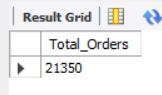 Result Grid
Total_Orders
21350